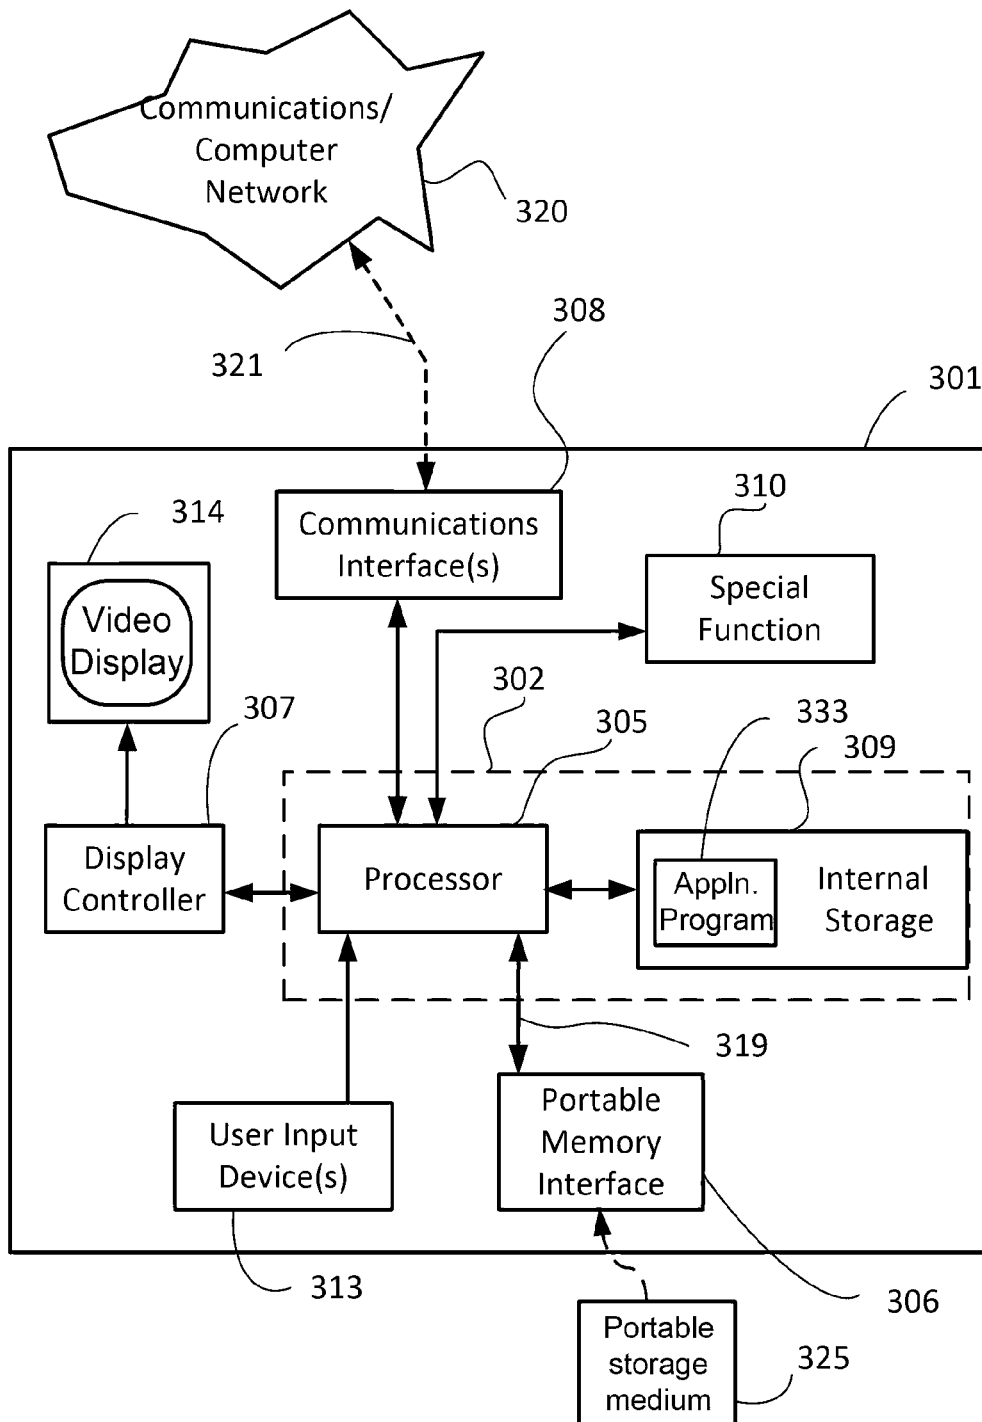 Communications/
Computer
Network
320
308
321
301
310
314
Communications
Interface(s)
Special
Function
Video
Display
302
333
307
305
309
Display
Controller
Processor
Appln.
Program
Internal
Storage
319
Portable
Memory
Interface
User Input
Device(s)
313
306
Portable
storage
medium
325